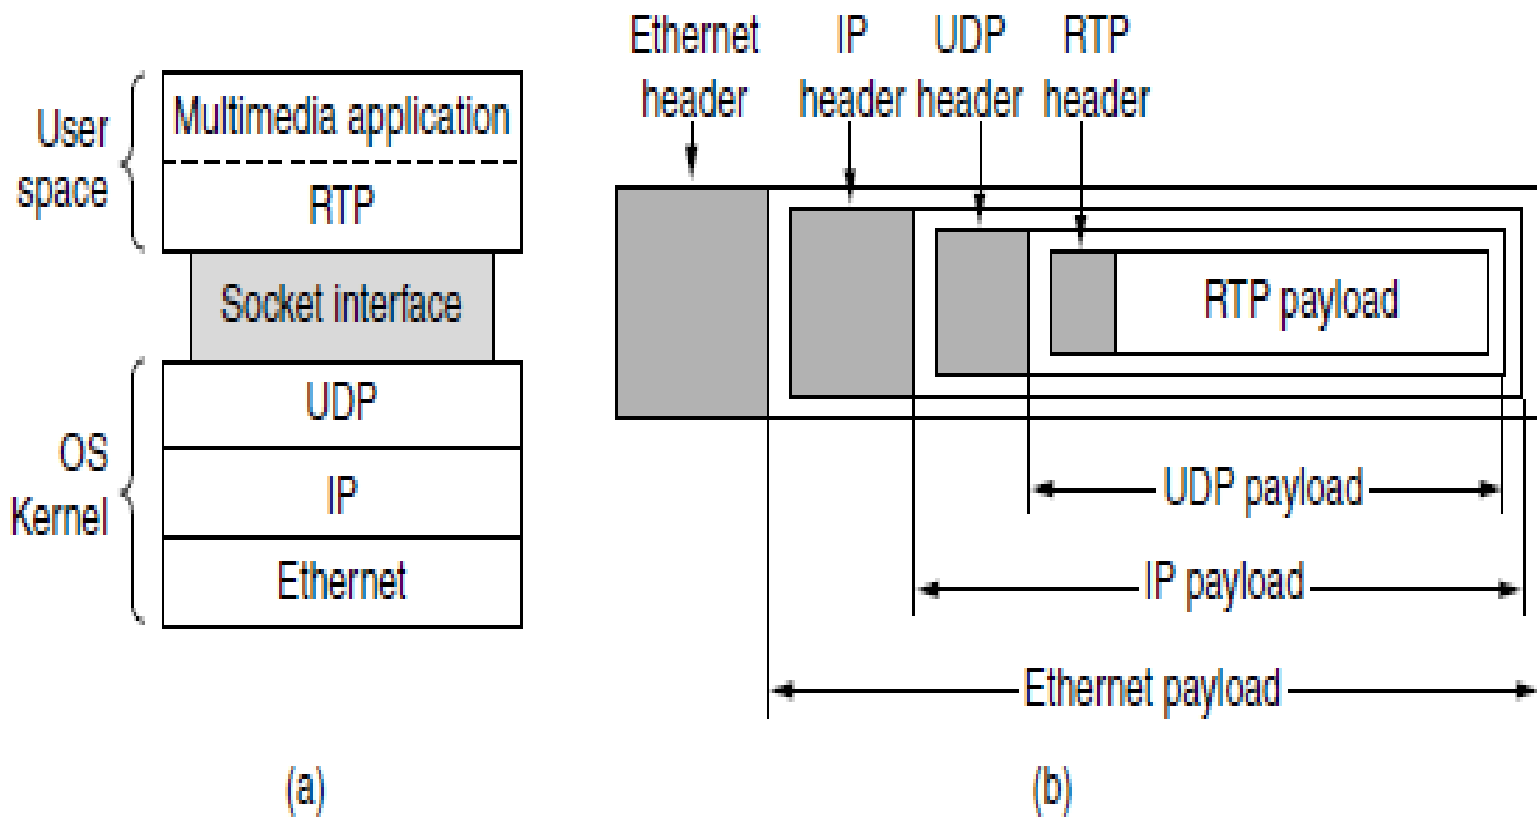 Ethernet header
IP header
UDP header
RTP header
User space
Multimedia application
RTP
Socket interface
OS Kernel
UDP
IP
Ethernet
RTP payload
UDP payload
IP payload
Ethernet payload
(a)
(b)